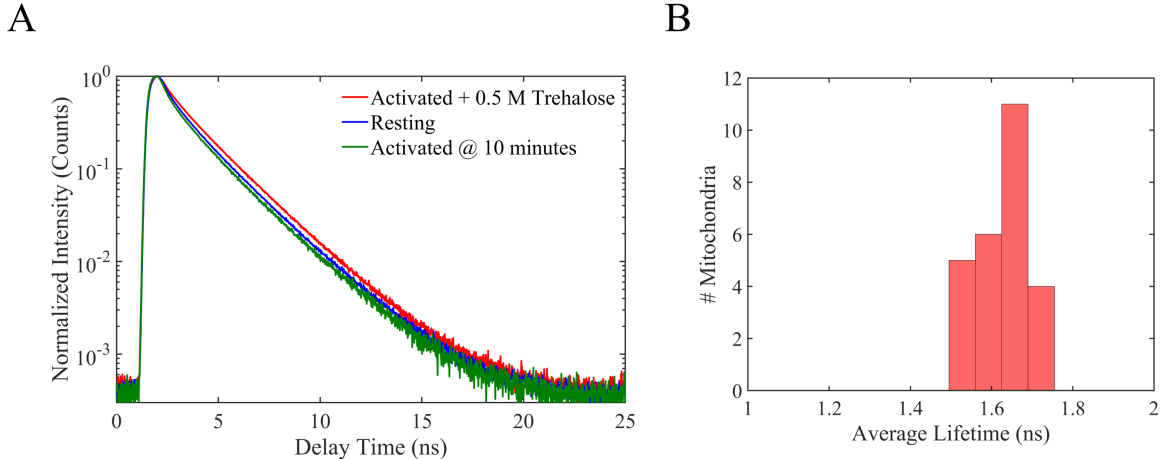 A
Normalized Intensity (Counts)
10^0
10^-1
10^-2
10^-3
Activated + 0.5 M Trehalose
Resting
Activated @ 10 minutes
0 5 10 15 20 25
Delay Time (ns)
B
# Mitochondria
12
10
8
6
4
2
0
1 1.2 1.4 1.6 1.8 2
Average Lifetime (ns)